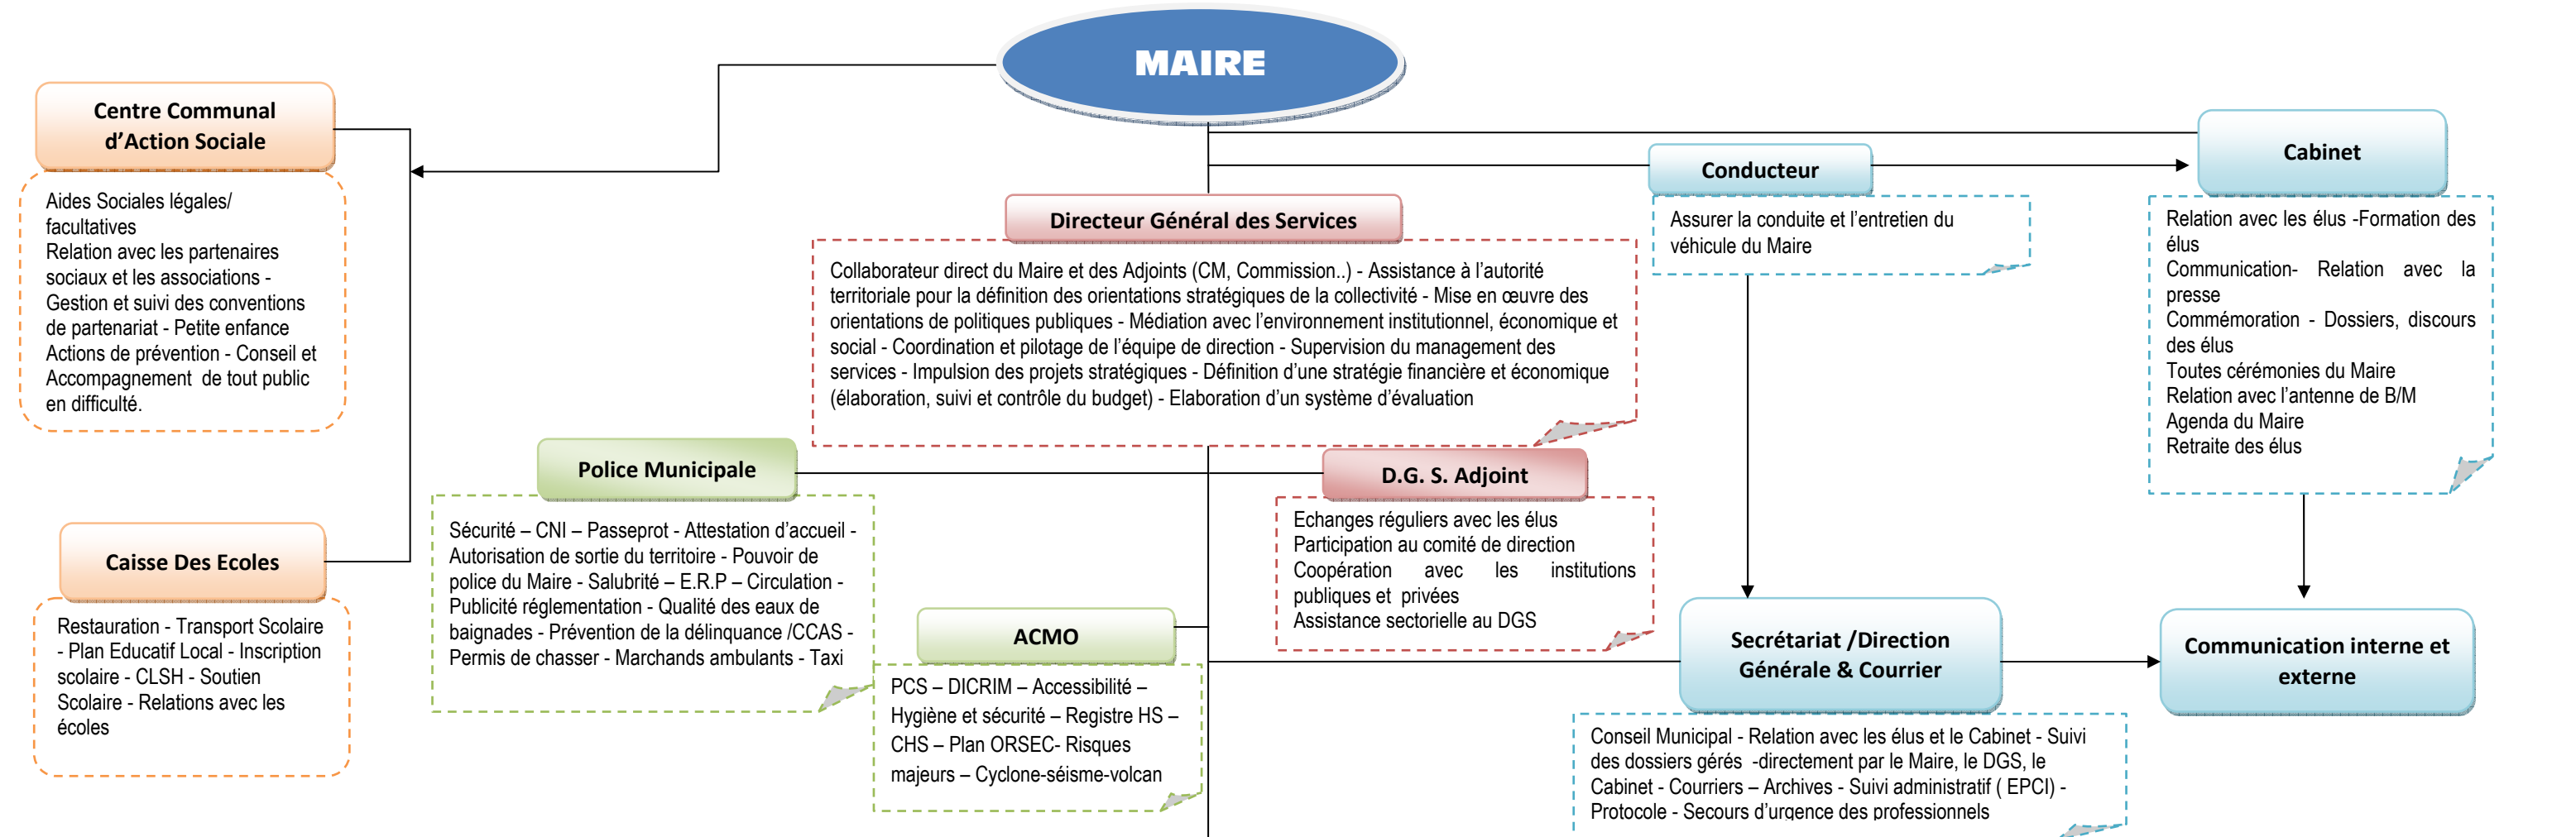 MAIRE
Centre Communal
d'Action Sociale
Aides Sociales légales/
facultatives
Relation avec les partenaires
sociaux et les associations -
Gestion et suivi des conventions
de partenariat - Petite enfance
Actions de prévention - Conseil et
Accompagnement de tout public
en difficulté.
Caisse Des Ecoles
Restauration - Transport Scolaire
- Plan Educatif Local - Inscription
scolaire - CLSH - Soutien
Scolaire - Relations avec les
écoles
Directeur Général des Services
Collaborateur direct du Maire et des Adjoints (CM, Commission..) - Assistance à l'autorité
territoriale pour la définition des orientations stratégiques de la collectivité - Mise en œuvre des
orientations de politiques publiques - Médiation avec l'environnement institutionnel, économique et
social - Coordination et pilotage de l'équipe de direction - Supervision du management des
services - Impulsion des projets stratégiques - Définition d'une stratégie financière et économique
(élaboration, suivi et contrôle du budget) - Elaboration d'un système d'évaluation
Conducteur
Assurer la conduite et l'entretien du
véhicule du Maire
Cabinet
Relation avec les élus -Formation des
élus
Communication- Relation avec la
presse
Commémoration - Dossiers, discours
des élus
Toutes cérémonies du Maire
Relation avec l'antenne de B/M
Agenda du Maire
Retraite des élus
Police Municipale
Sécurité – CNI – Passeprot - Attestation d'accueil -
Autorisation de sortie du territoire - Pouvoir de
police du Maire - Salubrité – E.R.P – Circulation -
Publicité réglementation - Qualité des eaux de
baignades - Prévention de la délinquance /CCAS -
Permis de chasser - Marchands ambulants - Taxi
D.G. S. Adjoint
Echanges réguliers avec les élus
Participation au comité de direction
Coopération avec les institutions
publiques et privées
Assistance sectorielle au DGS
ACMO
PCS – DICRIM – Accessibilité –
Hygiène et sécurité – Registre HS –
CHS – Plan ORSEC- Risques
majeurs – Cyclone-séisme-volcan
Secrétariat /Direction
Générale & Courrier
Conseil Municipal - Relation avec les élus et le Cabinet - Suivi
des dossiers gérés -directement par le Maire, le DGS, le
Cabinet - Courriers – Archives - Suivi administratif ( EPCI) -
Protocole - Secours d'urgence des professionnels
Communication interne et
externe